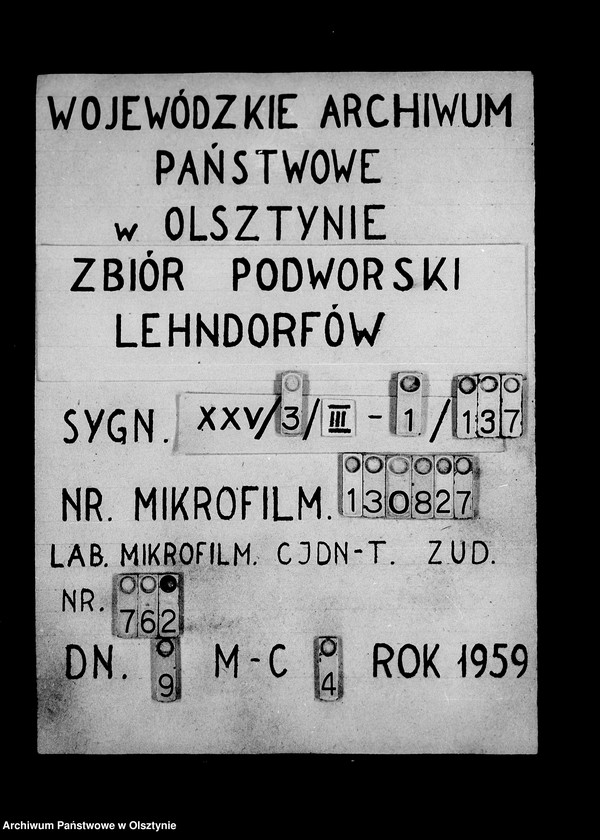 WOJEWÓDZKIE ARCHIWUM
PAŃSTWOWE
w OLSZTYNIE
ZBIÓR PODWORSKI
LEHNDORFÓW
SYGN. XXV/3/III - 1/137
NR. MIKROFILM. 130827
LAB. MIKROFILM. CJDN-T. ZUD.
NR. 762
DN. 9 M-C 4 ROK 1959
Archiwum Państwowe w Olsztynie